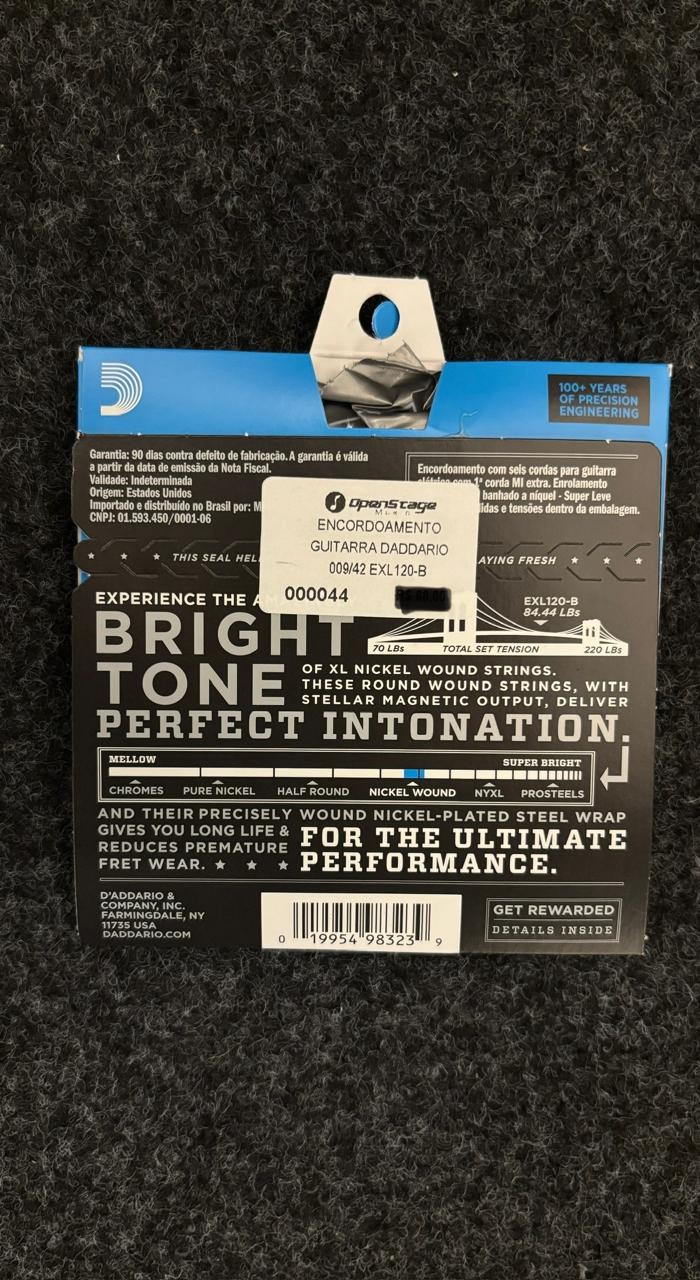 100+ YEARS
OF PRECISION
ENGINEERING
Garantia: 90 dias contra defeito de fabricação. A garantia é válida
a partir da data de emissão da Nota Fiscal.
Validade: Indeterminada
Origem: Estados Unidos
Importado e distribuído no Brasil por: M
CNPJ: 01.593.450/0001-06
Encordoamento com seis cordas para guitarra
com 1ª corda MI extra. Enrolamento
banhado a níquel - Super Leve
e tensões dentro da embalagem.
OpenStage
Music
ENCORDOAMENTO
GUITARRA DADDARIO
009/42 EXL120-B
000044
THIS SEAL
FRESH
EXPERIENCE THE
BRIGHT
TONE
EXL120-B
84.44 LBs
70 LBs TOTAL SET TENSION 220 LBs
OF XL NICKEL WOUND STRINGS.
THESE ROUND WOUND STRINGS, WITH
STELLAR MAGNETIC OUTPUT, DELIVER
PERFECT INTONATION.
MELLOW SUPER BRIGHT
CHROMES PURE NICKEL HALF ROUND NICKEL WOUND NYXL PROSTEELS
AND THEIR PRECISELY WOUND NICKEL-PLATED STEEL WRAP
GIVES YOU LONG LIFE &
REDUCES PREMATURE
FRET WEAR.
FOR THE ULTIMATE
PERFORMANCE.
D'ADDARIO &
COMPANY, INC.
FARMINGDALE, NY
11735 USA
DADDARIO.COM
0 19954 98323 9
GET REWARDED
DETAILS INSIDE